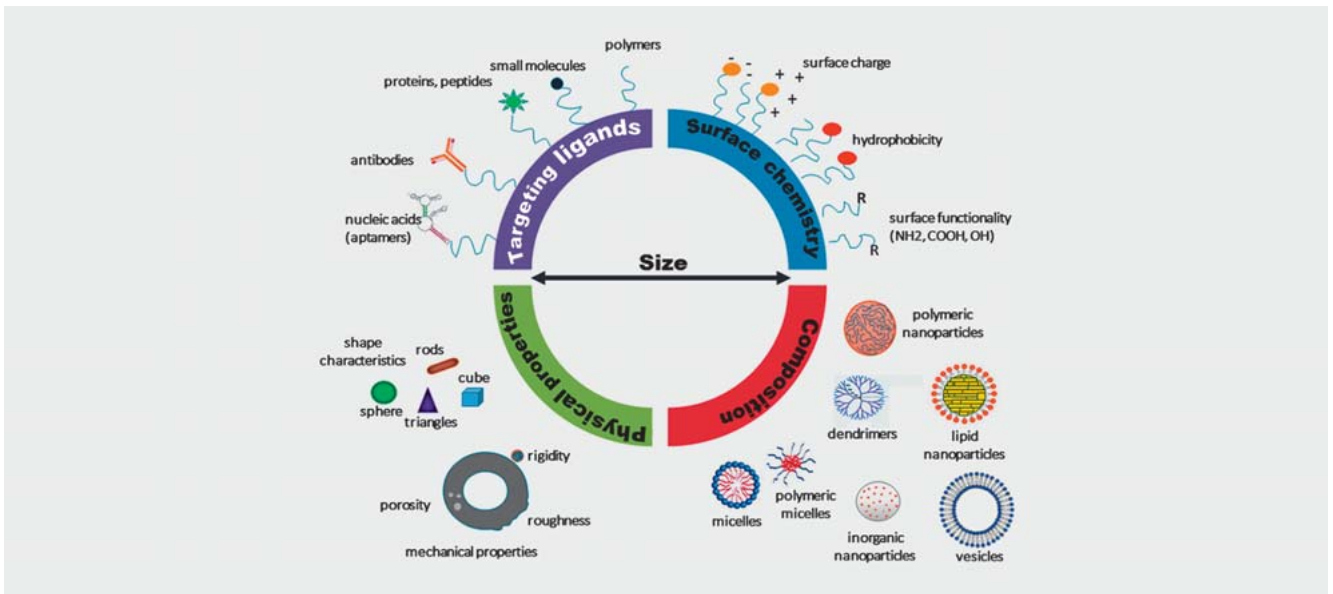 polymers
small molecules
proteins, peptides
antibodies
nucleic acids
(aptamers)
Targeting ligands
Surface chemistry
- - -
+ + + +
surface charge
hydrophobicity
R
surface functionality
(NH2, COOH, OH)
R
Size
Physical properties
Composition
shape
characteristics
rods
cube
sphere
triangles
rigidity
porosity
roughness
mechanical properties
polymeric
nanoparticles
dendrimers
lipid
nanoparticles
micelles
polymeric
micelles
inorganic
nanoparticles
vesicles